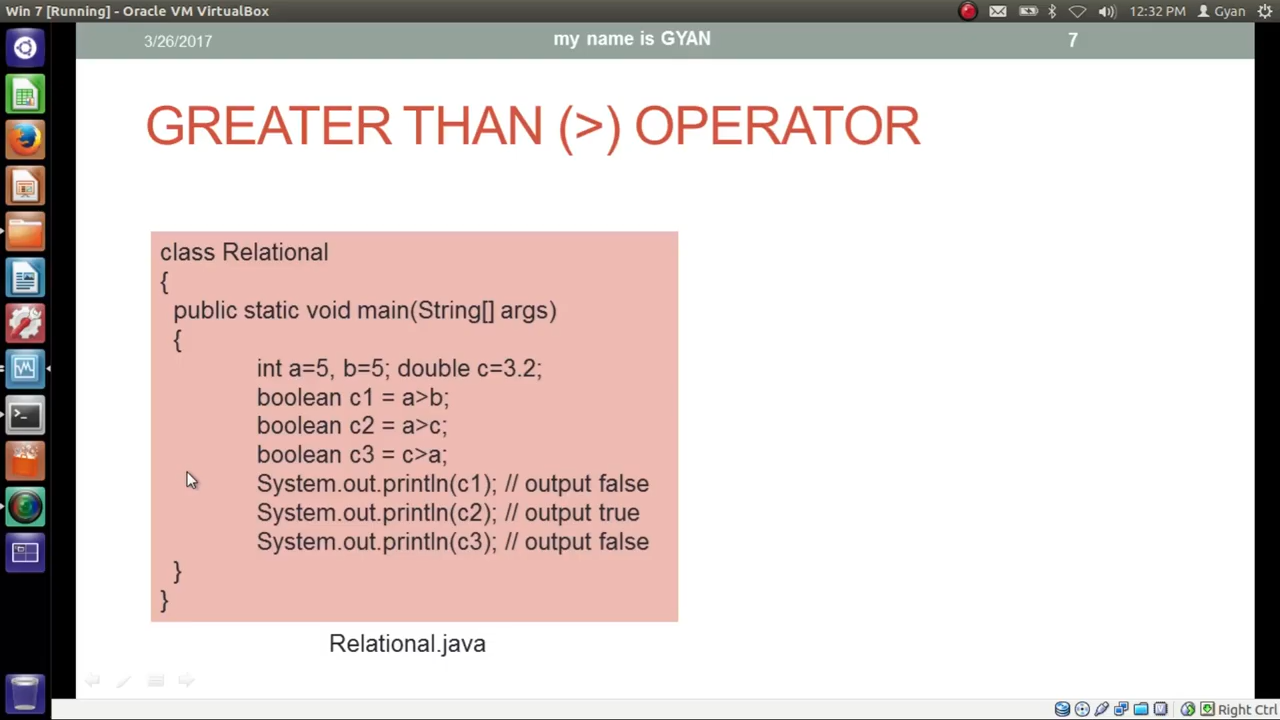 Win 7 [Running] - Oracle VM VirtualBox
12:32 PM
Gyan
3/26/2017
my name is GYAN
7
GREATER THAN (>) OPERATOR
class Relational
{
public static void main(String[] args)
{
int a=5, b=5; double c=3.2;
boolean c1 = a>b;
boolean c2 = a>c;
boolean c3 = c>a;
System.out.println(c1); // output false
System.out.println(c2); // output true
System.out.println(c3); // output false
}
}
Relational.java
Right Ctrl